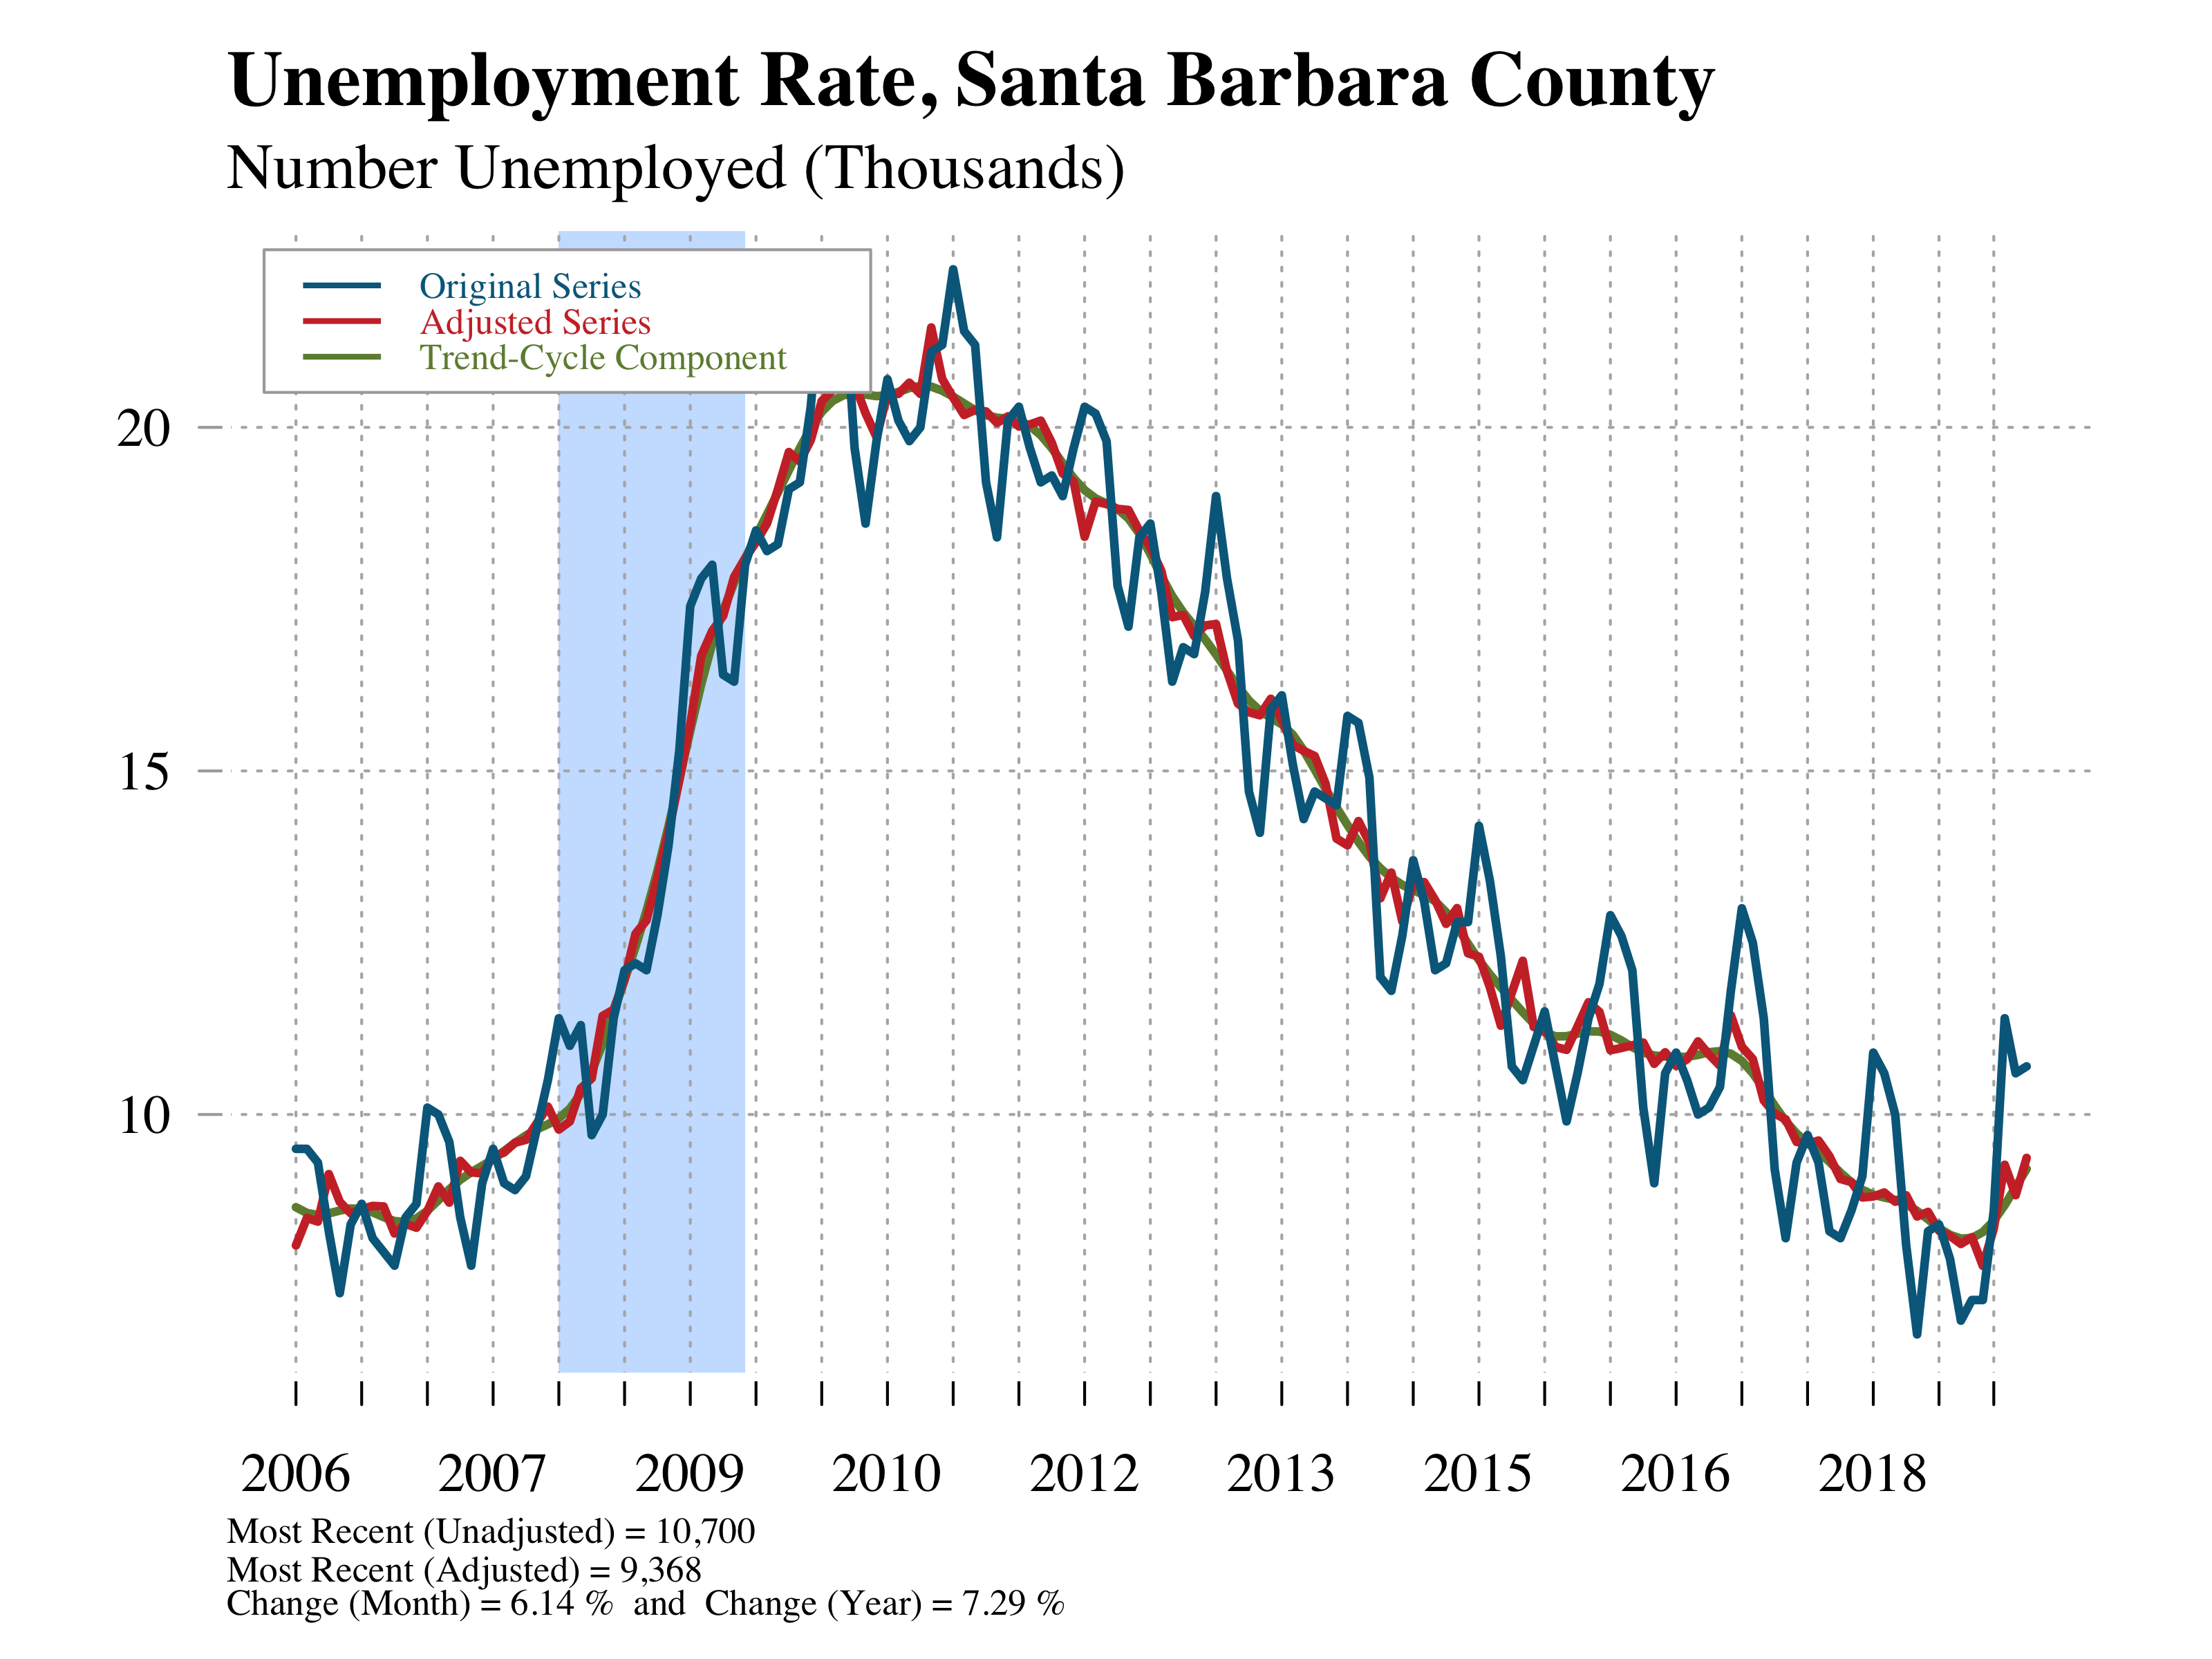 Unemployment Rate, Santa Barbara County
Number Unemployed (Thousands)
Original Series
Adjusted Series
Trend-Cycle Component
20
15
10
2006 2007 2009 2010 2012 2013 2015 2016 2018
Most Recent (Unadjusted) = 10,700
Most Recent (Adjusted) = 9,368
Change (Month) = 6.14 % and Change (Year) = 7.29 %